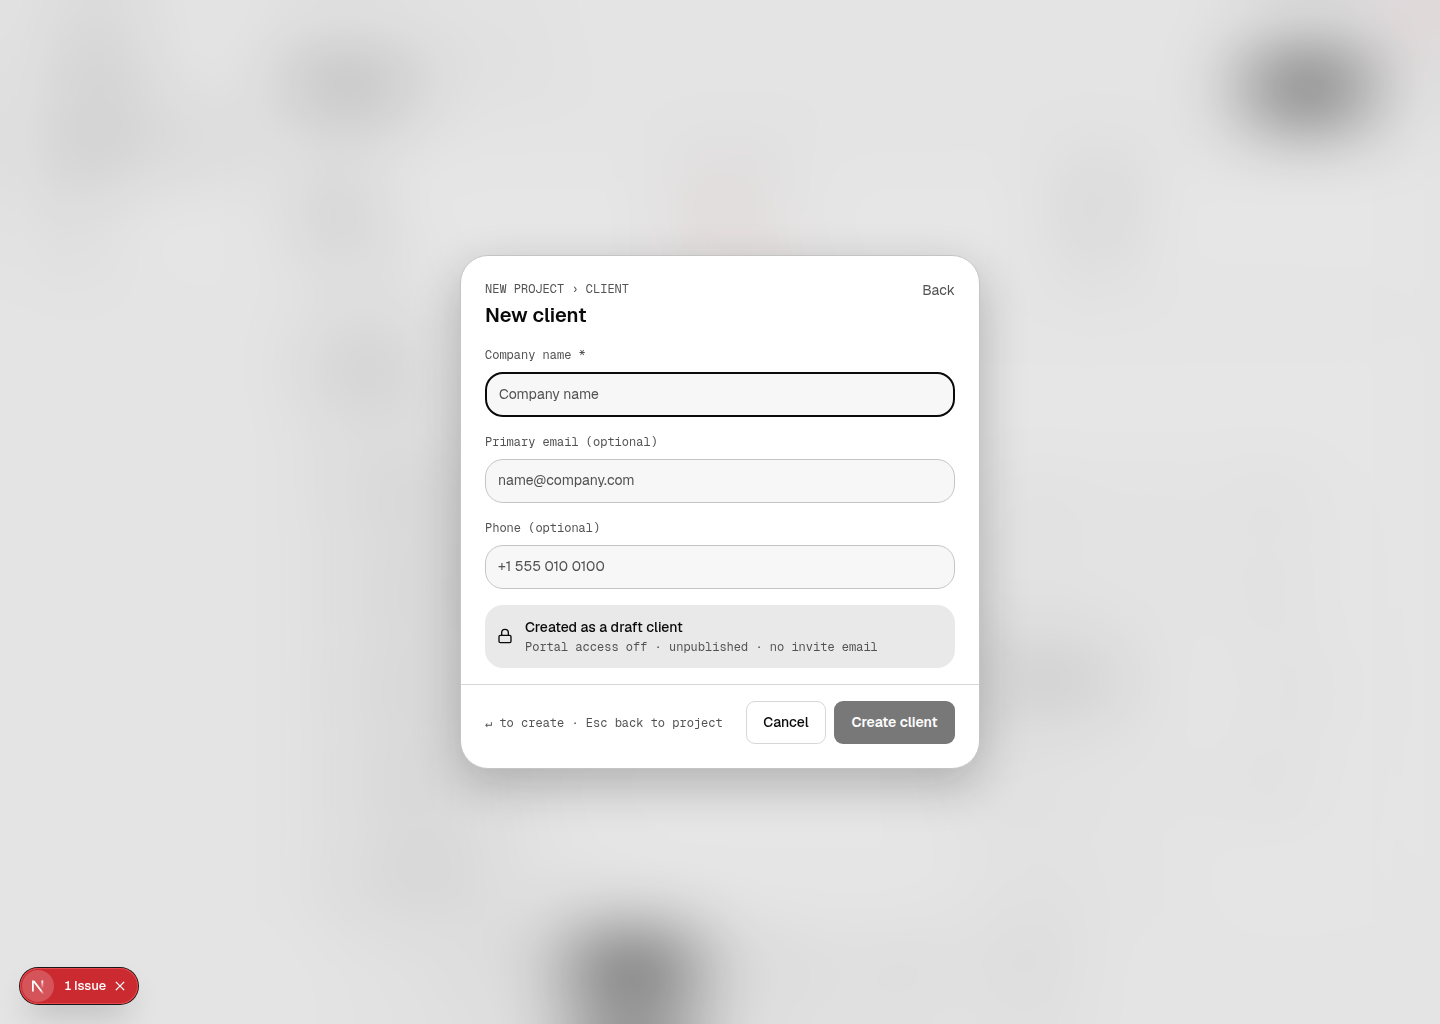 NEW PROJECT › CLIENT
Back
New client
Company name *
Company name
Primary email (optional)
name@company.com
Phone (optional)
+1 555 010 0100
Created as a draft client
Portal access off · unpublished · no invite email
↵ to create · Esc back to project
Cancel
Create client
N
1 Issue